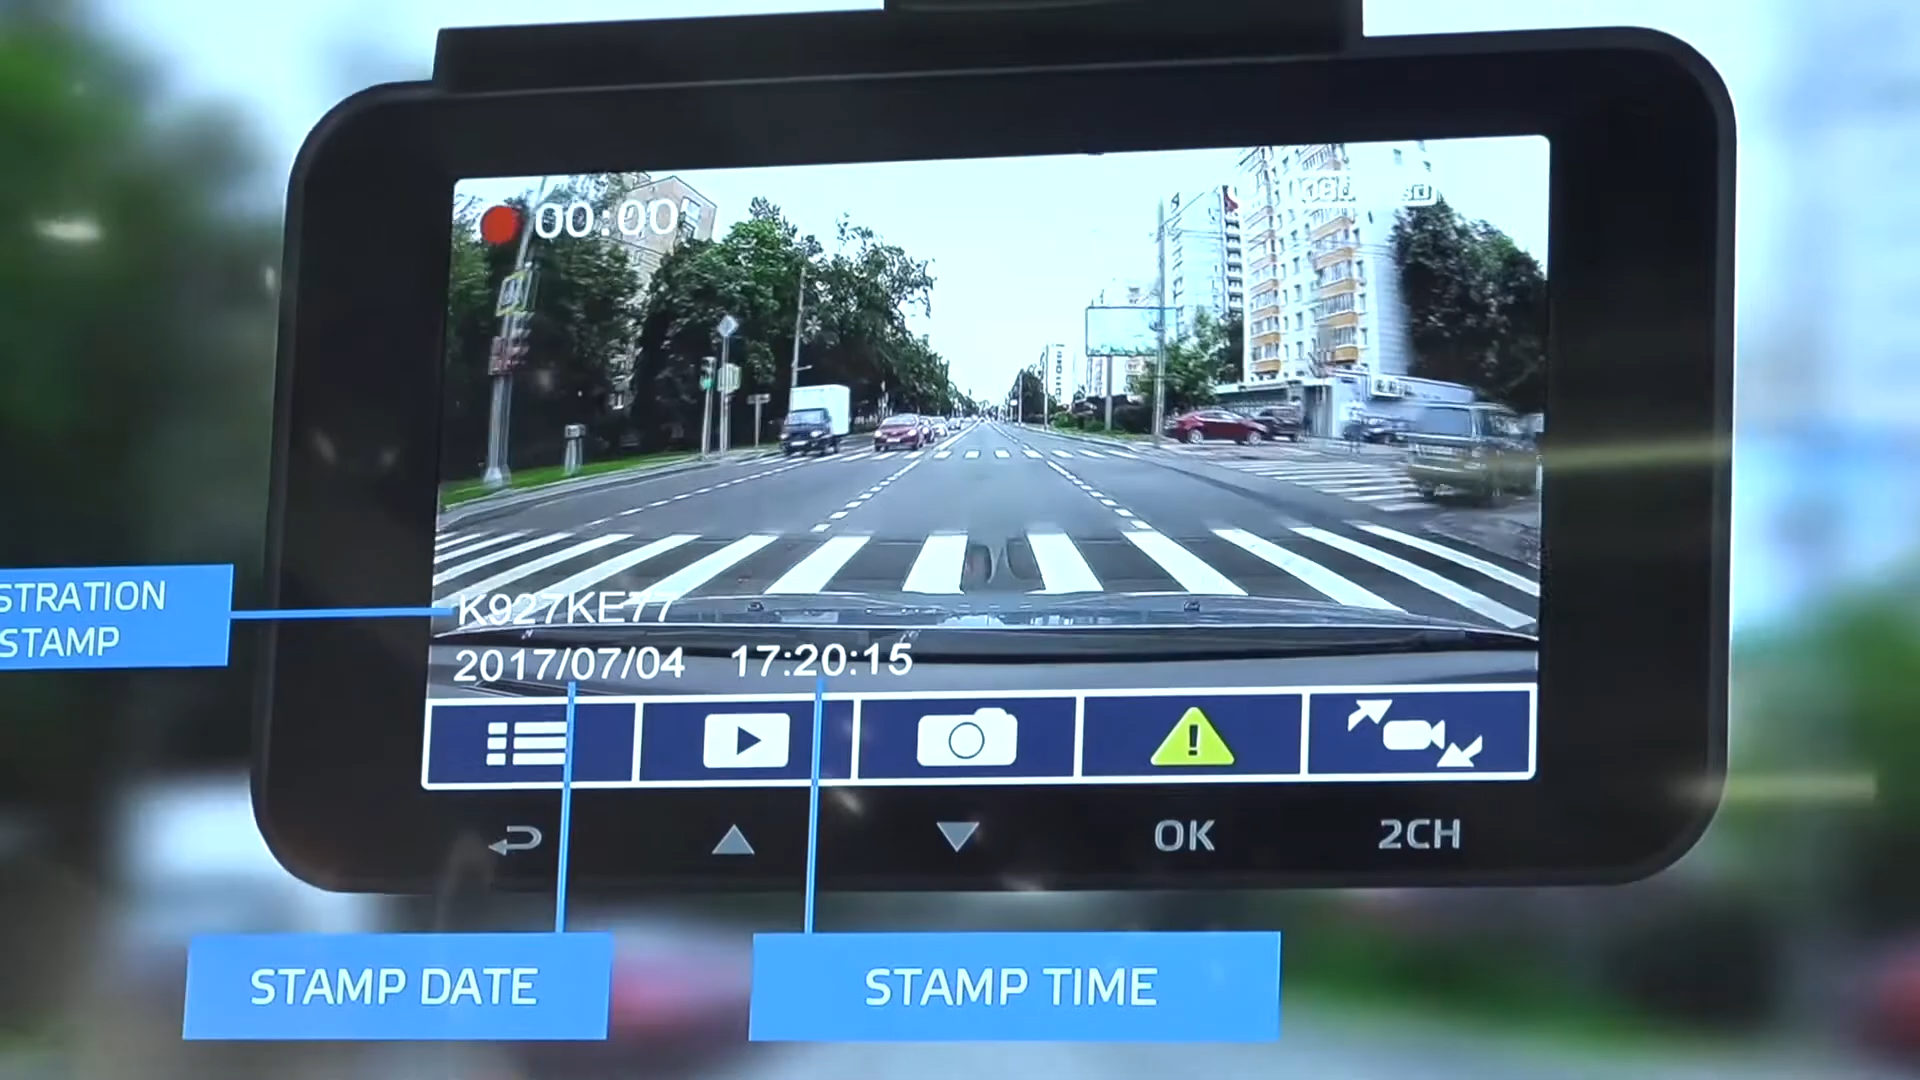 00:00
STRATION
STAMP
K927KE77
2017/07/04 17:20:15
OK 2CH
STAMP DATE STAMP TIME